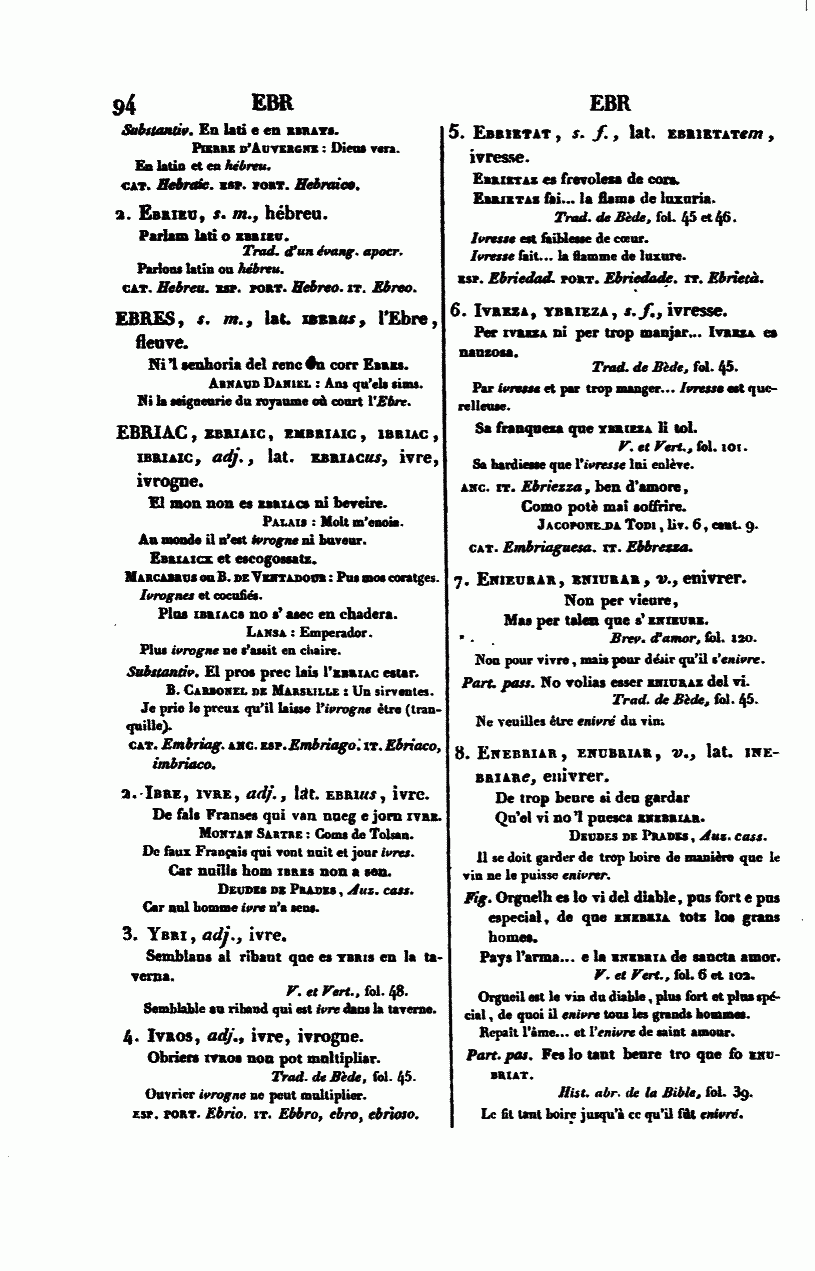 94 EBR EBR
Substantiv. En lati e en EBRAYS.
PIERRE D'AUVERGNE : Dieus vera.
En latin et en hébreu.
CAT. Hebraic. ESP. PORT. Hebraico.
2. EBRIEU, s. m., hébreu.
Parlam lati o EBRIEU.
Trad. d'un évang. apocr.
Parlons latin ou hébreu.
CAT. Hebreu. ESP. PORT. Hebreo. IT. Ebreo.
EBRES, s. m., lat. IBERus, l'Ebre,
fleuve.
Ni 'l senhoria del renc on corr EBRES.
ARNAUD DANIEL : Ans qu'els sims.
Ni la seigneurie du royaume où court l'Ebre.
EBRIAC, EBRIAIC, EMBRIAIC, IBRIAC,
IBRIAIC, adj., lat. EBRIACus, ivre,
ivrogne.
El mon non es EBRIACS ni beveire.
PALAIS : Molt m'enois.
Au monde il n'est ivrogne ni buveur.
EBRIAICX et escogossatz.
MARCABRUS ou B. DE VENTADOUR : Pus mos coratges.
Ivrognes et cocufiés.
Plus IBRIACS no s' asec en chadera.
LANSA : Emperador.
Plus ivrogne ne s'assit en chaire.
Substantiv. El pros prec lais l'EBRIAC estar.
B. CARBONEL DE MARSEILLE : Un sirventes.
Je prie le preux qu'il laisse l'ivrogne être (tran-
quille).
CAT. Embriag. ANC. ESP. Embriago. IT. Ebriaco,
imbriaco.
2. IBRE, IVRE, adj., lat. EBRIus, ivre.
De fals Franses qui van nueg e jorn IVRE.
MONTAN SARTRE : Coms de Tolsan.
De faux Français qui vont nuit et jour ivres.
Car nuills hom IBRES non a sen.
DEUDES DE PRADES, Auz. cass.
Car nul homme ivre n'a sens.
3. YBRI, adj., ivre.
Semblans al ribaut que es YBRIS en la ta-
verna.
V. et Vert., fol. 48.
Semblable au ribaud qui est ivre dans la taverne.
4. IVROS, adj., ivre, ivrogne.
Obriers IVROS non pot multipliar.
Trad. de Bède, fol. 45.
Ouvrier ivrogne ne peut multiplier.
ESP. PORT. Ebrio. IT. Ebbro, ebro, ebrioso.
5. EBRIETAT, s. f., lat. EBRIETATem,
ivresse.
EBRIETAZ es frevolesa de cors.
EBRIETAZ fai... la flama de luxuria.
Trad. de Bède, fol. 45 et 46.
Ivresse est faiblesse de cœur.
Ivresse fait... la flamme de luxure.
ESP. Ebriedad. PORT. Ebriedade. IT. Ebrietà.
6. IVREZA, YBRIEZA, s. f., ivresse.
Per IVREZA ni per trop manjar... IVREZA es
nauzosa.
Trad. de Bède, fol. 45.
Par ivresse et par trop manger... Ivresse est que-
relleuse.
Sa franqueza que YBRIEZA li tol.
V. et Vert., fol. 101.
Sa hardiesse que l'ivresse lui enlève.
ANC. IT. Ebriezza, ben d'amore,
Como potè mai soffrire.
JACOPONE DA TODI, liv. 6, cant. 9.
CAT. Embriaguesa. IT. Ebbrezza.
7. ENIEURAR, ENIURAR, v., enivrer.
Non per vieure,
Mas per talen que s' ENIEURE.
Brev. d'amor, fol. 120.
Non pour vivre, mais pour désir qu'il s'enivre.
Part. pass. No volias esser ENIURAZ del vi.
Trad. de Bède, fol. 45.
Ne veuilles être enivré du vin.
8. ENEBRIAR, ENUBRIAR, v., lat. INE-
BRIARe, enivrer.
De trop beure si deu gardar
Qu'el vi no 'l puesca ENEBRIAR.
DEUDES DE PRADES, Auz. cass.
Il se doit garder de trop boire de manière que le
vin ne le puisse enivrer.
Fig. Orguelh es lo vi del diable, pus fort e pus
especial, de que ENEBRIA totz los grans
homes.
Pays l'arma... e la ENEBRIA de sancta amor.
V. et Vert., fol. 6 et 102.
Orgueil est le vin du diable, plus fort et plus spé-
cial, de quoi il enivre tous les grands hommes.
Repaît l'âme... et l'enivre de saint amour.
Part. pas. Fes lo tant beure tro que fo ENU-
BRIAT.
Hist. abr. de la Bible, fol. 39.
Le fit tant boire jusqu'à ce qu'il fût enivré.